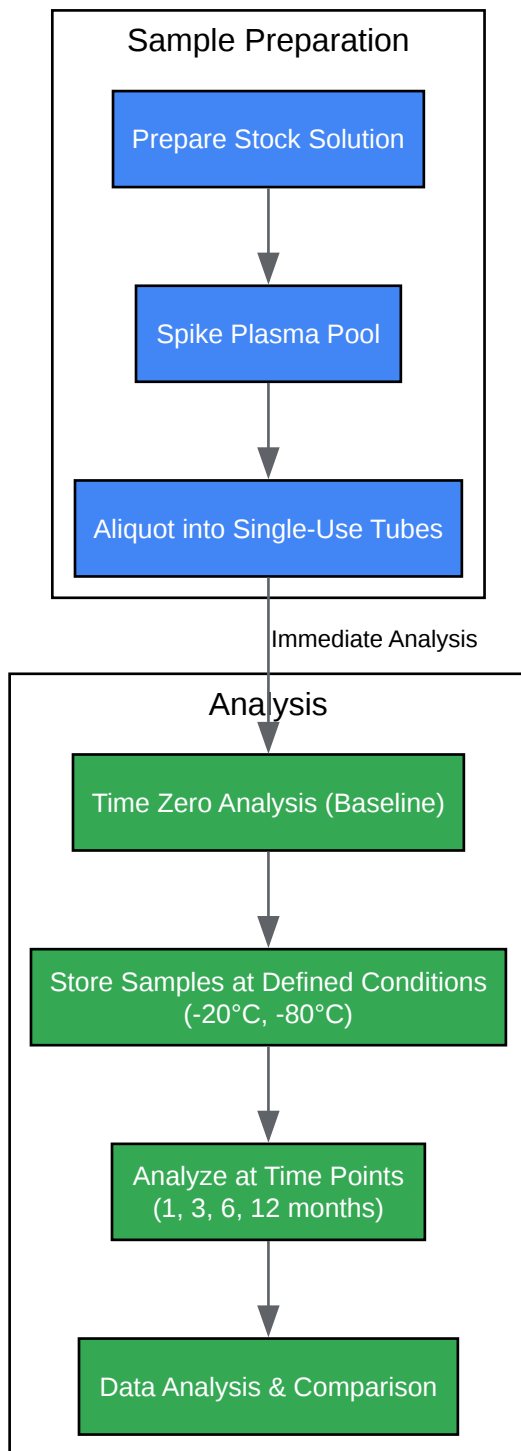 Sample Preparation
Prepare Stock Solution
Spike Plasma Pool
Aliquot into Single-Use Tubes
Immediate Analysis
Analysis
Time Zero Analysis (Baseline)
Store Samples at Defined Conditions
(-20°C, -80°C)
Analyze at Time Points
(1, 3, 6, 12 months)
Data Analysis & Comparison